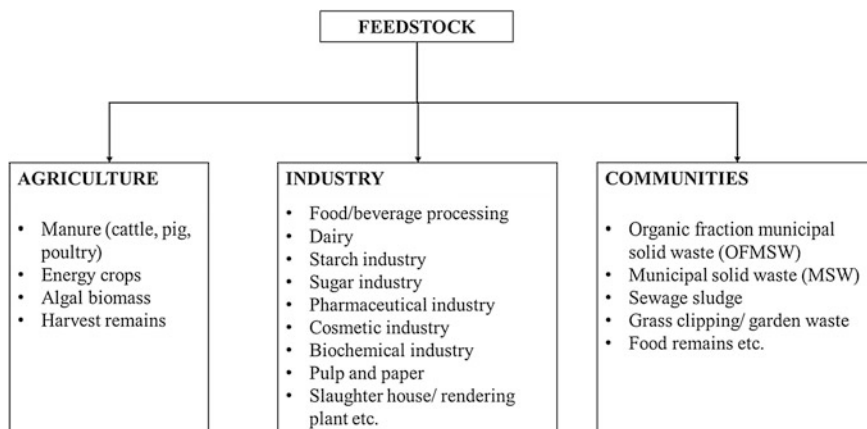 FEEDSTOCK
AGRICULTURE
• Manure (cattle, pig,
poultry)
• Energy crops
• Algal biomass
• Harvest remains
INDUSTRY
• Food/beverage processing
• Dairy
• Starch industry
• Sugar industry
• Pharmaceutical industry
• Cosmetic industry
• Biochemical industry
• Pulp and paper
• Slaughter house/ rendering
plant etc.
COMMUNITIES
• Organic fraction municipal
solid waste (OFMSW)
• Municipal solid waste (MSW)
• Sewage sludge
• Grass clipping/ garden waste
• Food remains etc.